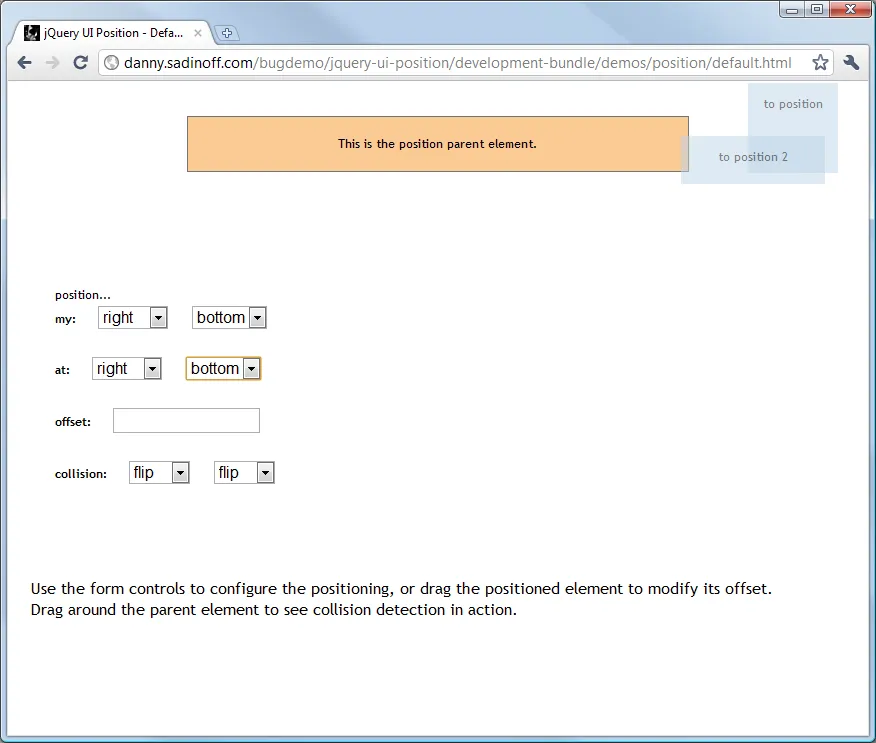 jQuery UI Position - Defa...
danny.sadinoff.com/bugdemo/jquery-ui-position/development-bundle/demos/position/default.html
to position
This is the position parent element.
to position 2
position...
my: right bottom
at: right bottom
offset:
collision: flip flip
Use the form controls to configure the positioning, or drag the positioned element to modify its offset.
Drag around the parent element to see collision detection in action.